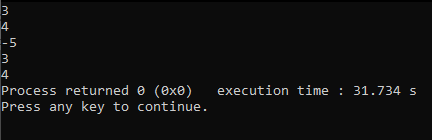 3
4
-5
3
4
Process returned 0 (0x0)   execution time : 31.734 s
Press any key to continue.